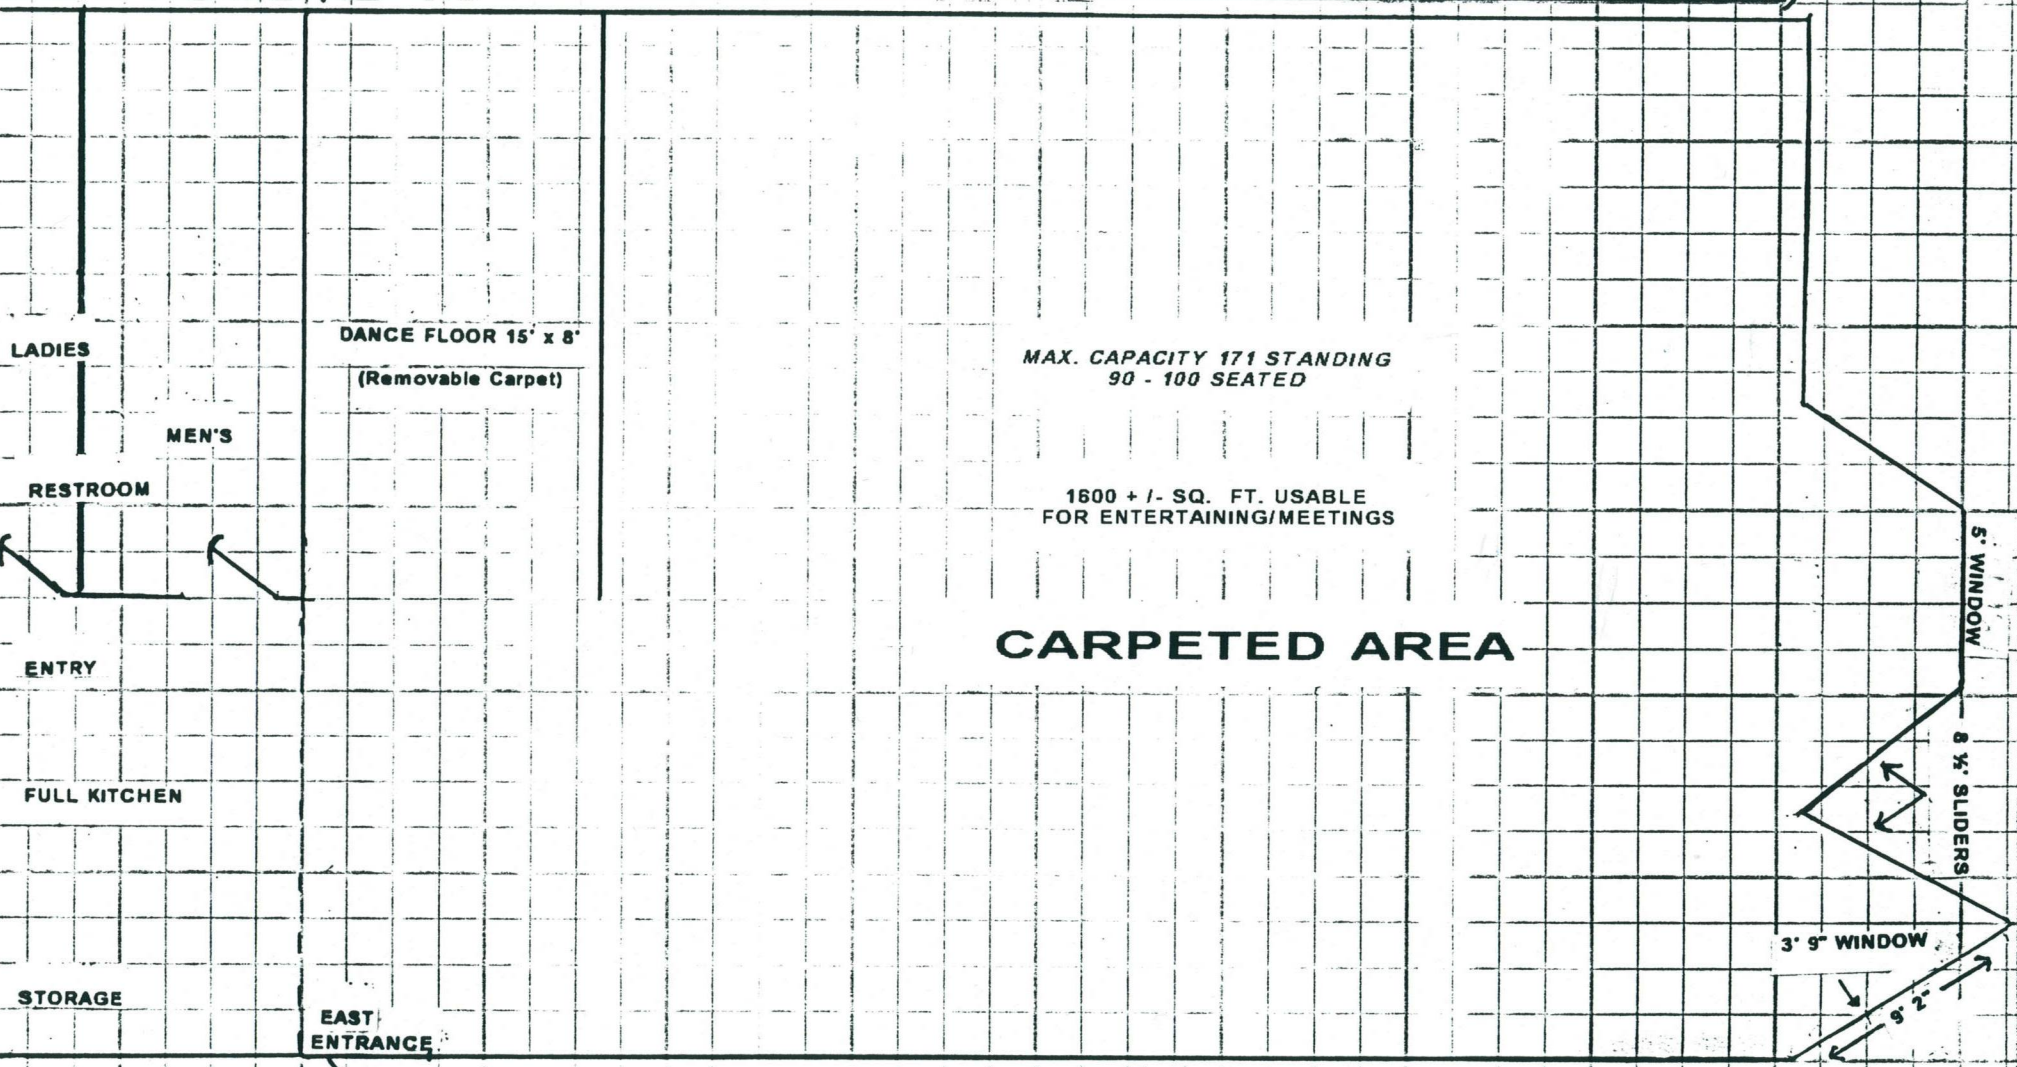 LADIES
DANCE FLOOR 15' x 8'
(Removable Carpet)
MEN'S
RESTROOM
ENTRY
FULL KITCHEN
STORAGE
EAST
ENTRANCE
MAX. CAPACITY 171 STANDING
90 - 100 SEATED
1600 + /- SQ. FT. USABLE
FOR ENTERTAINING/MEETINGS
CARPETED AREA
5' WINDOW
8 ½' SLIDERS
3' 9" WINDOW
9' 2"